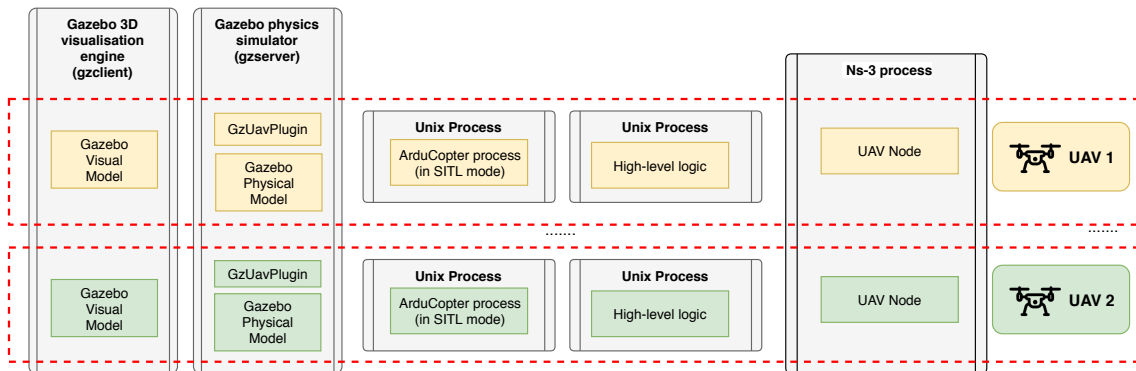 Gazebo 3D
visualisation
engine
(gzclient)
Gazebo physics
simulator
(gzserver)
Ns-3 process
Gazebo
Visual
Model
GzUavPlugin
Gazebo
Physical
Model
Unix Process
ArduCopter process
(in SITL mode)
Unix Process
High-level logic
UAV Node
UAV 1
.......
.......
Gazebo
Visual
Model
GzUavPlugin
Gazebo
Physical
Model
Unix Process
ArduCopter process
(in SITL mode)
Unix Process
High-level logic
UAV Node
UAV 2